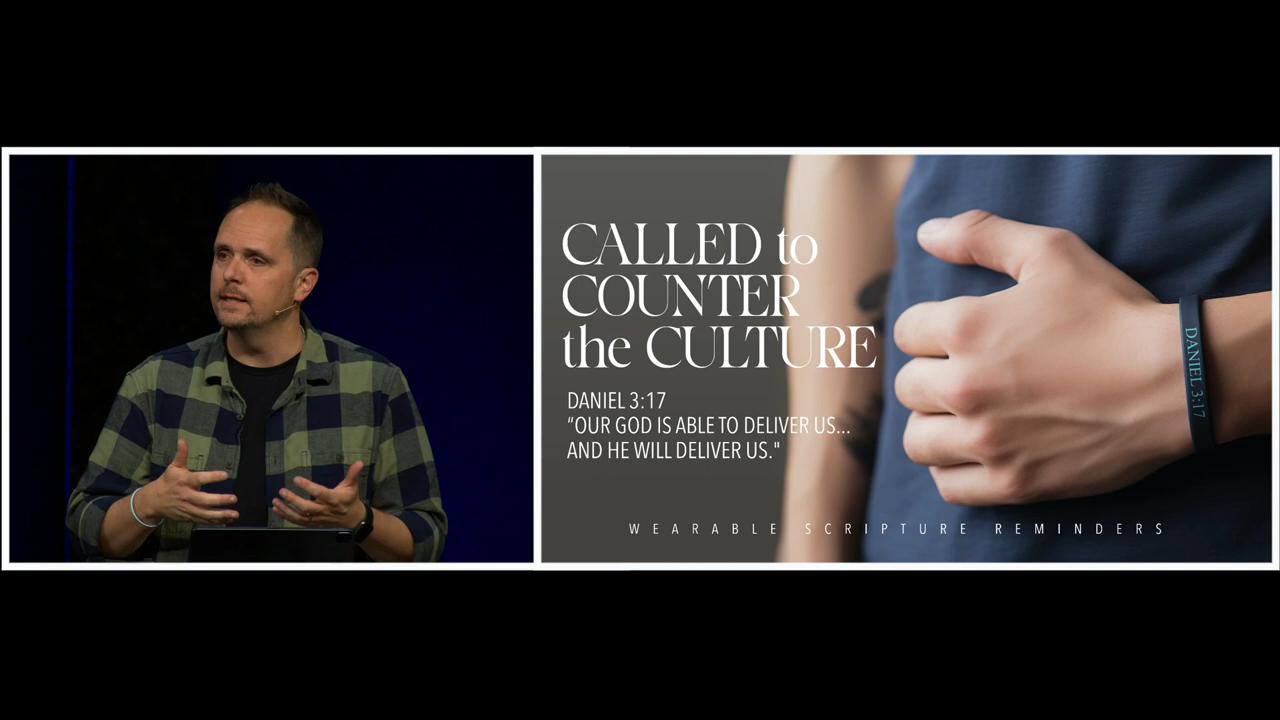 CALLED to
COUNTER
the CULTURE
DANIEL 3:17
“OUR GOD IS ABLE TO DELIVER US...
AND HE WILL DELIVER US."
DANIEL 3:17
WEARABLE SCRIPTURE REMINDERS